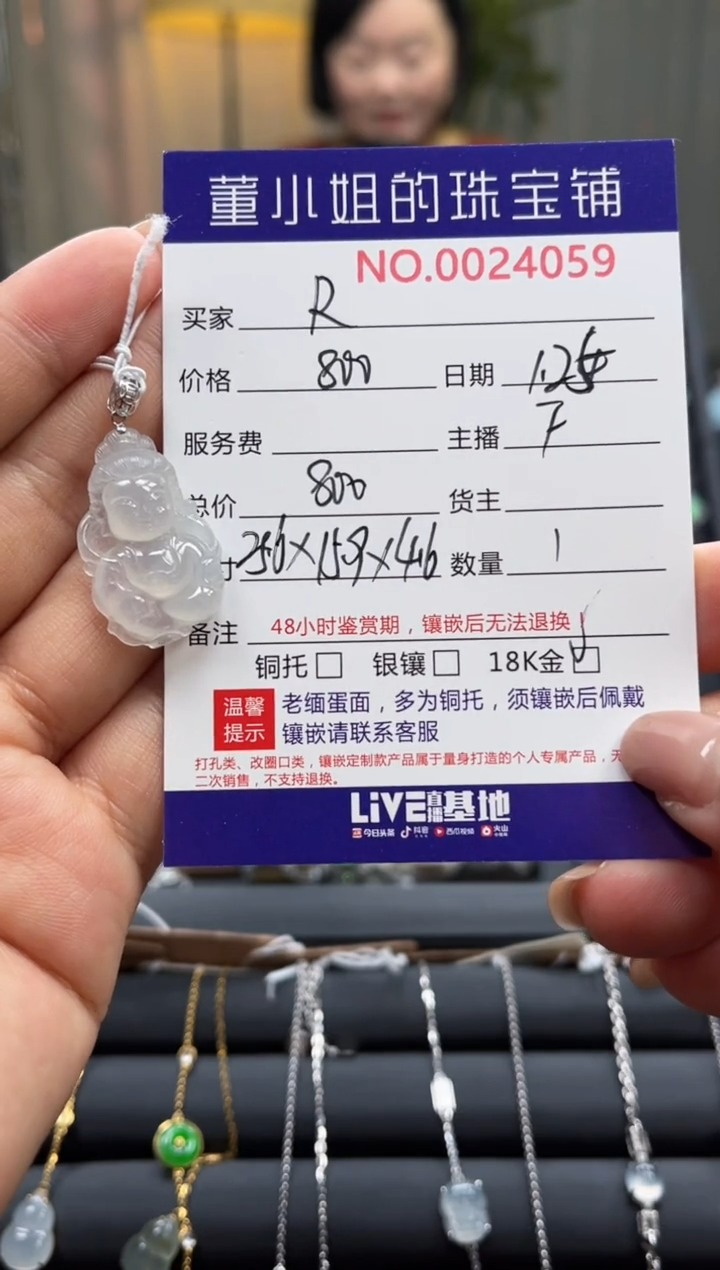 董小姐的珠宝铺
NO.0024059
买家 R
价格 800 日期
服务费 主播 F
总价 800 货主
寸 25.6×15.9×4.6 数量 1
备注 48小时鉴赏期，镶嵌后无法退换！
铜托□ 银镶□ 18K金□
温馨提示 老缅蛋面，多为铜托，须镶嵌后佩戴
镶嵌请联系客服
打孔类、改圈口类，镶嵌定制款产品属于量身打造的个人专属产品，无
二次销售，不支持退换。
LiVE直播基地
今日头条 抖音 西瓜视频 火山